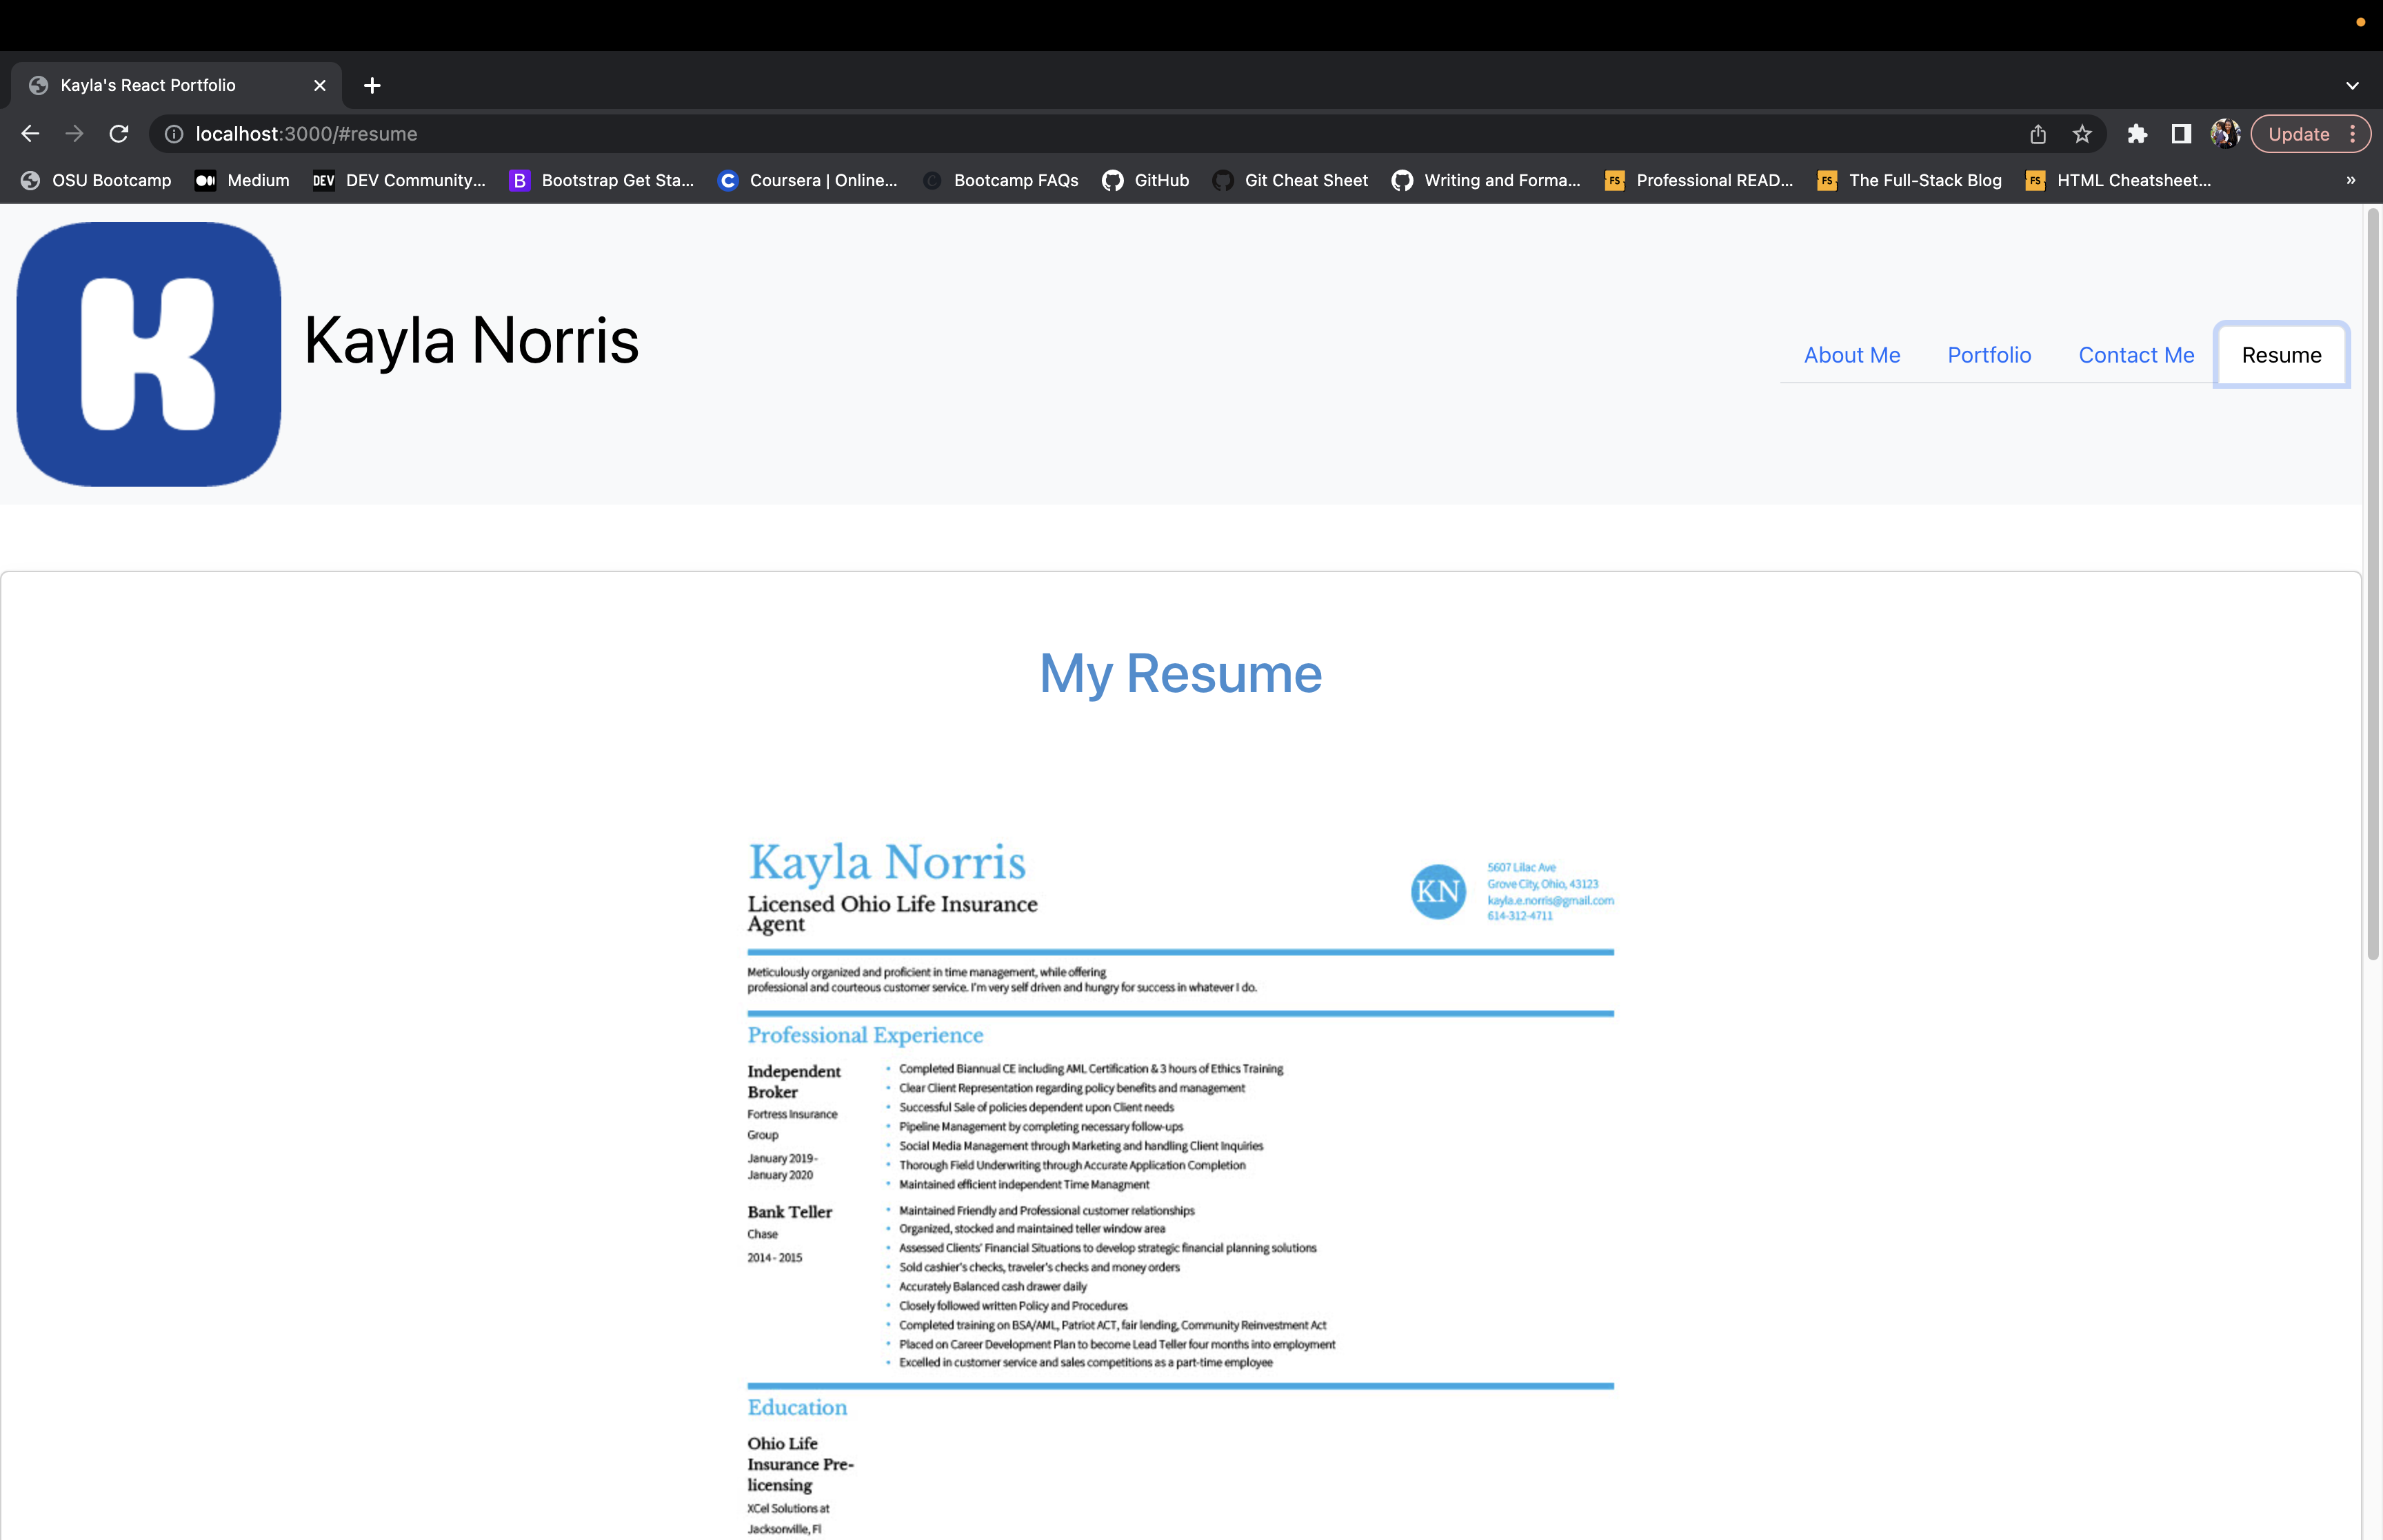 Kayla's React Portfolio
localhost:3000/#resume
Update
OSU Bootcamp
Medium
DEV
DEV Community...
B
Bootstrap Get Sta...
C
Coursera | Online...
Bootcamp FAQs
GitHub
Git Cheat Sheet
Writing and Forma...
FS
Professional READ...
FS
The Full-Stack Blog
FS
HTML Cheatsheet...
»
K
Kayla Norris
About Me
Portfolio
Contact Me
Resume
My Resume
Kayla Norris
Licensed Ohio Life Insurance
Agent
KN
5607 Lilac Ave
Grove City, Ohio, 43123
kayla.e.norris@gmail.com
614-312-4711
Meticulously organized and proficient in time management, while offering
professional and courteous customer service. I'm very self driven and hungry for success in whatever I do.
Professional Experience
Independent
Broker
Fortress Insurance
Group
January 2019-
January 2020
• Completed Biannual CE including AML Certification & 3 hours of Ethics Training
• Clear Client Representation regarding policy benefits and management
• Successful Sale of policies dependent upon Client needs
• Pipeline Management by completing necessary follow-ups
• Social Media Management through Marketing and handling Client Inquiries
• Thorough Field Underwriting through Accurate Application Completion
• Maintained efficient independent Time Managment
Bank Teller
Chase
2014 - 2015
• Maintained Friendly and Professional customer relationships
• Organized, stocked and maintained teller window area
• Assessed Clients' Financial Situations to develop strategic financial planning solutions
• Sold cashier's checks, traveler's checks and money orders
• Accurately Balanced cash drawer daily
• Closely followed written Policy and Procedures
• Completed training on BSA/AML, Patriot ACT, fair lending, Community Reinvestment Act
• Placed on Career Development Plan to become Lead Teller four months into employment
• Excelled in customer service and sales competitions as a part-time employee
Education
Ohio Life
Insurance Pre-
licensing
XCel Solutions at
Jacksonville, Fl